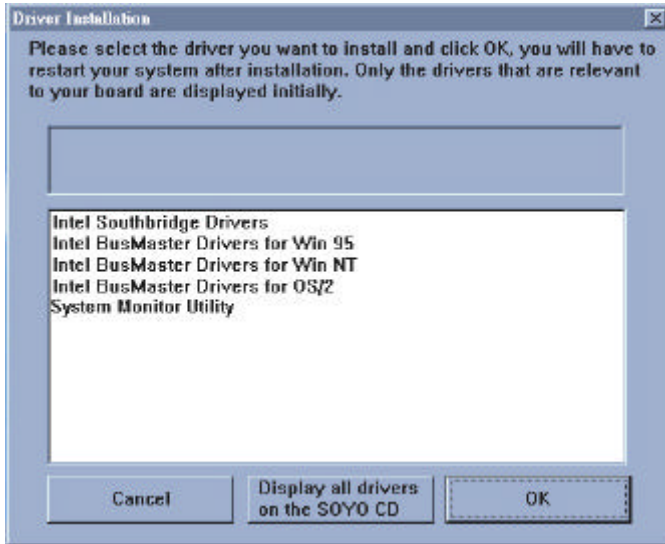 Driver Installation
Please select the driver you want to install and click OK, you will have to
restart your system after installation. Only the drivers that are relevant
to your board are displayed initially.
Intel Southbridge Drivers
Intel BusMaster Drivers for Win 95
Intel BusMaster Drivers for Win NT
Intel BusMaster Drivers for OS/2
System Monitor Utility
Cancel
Display all drivers
on the SOYO CD
OK